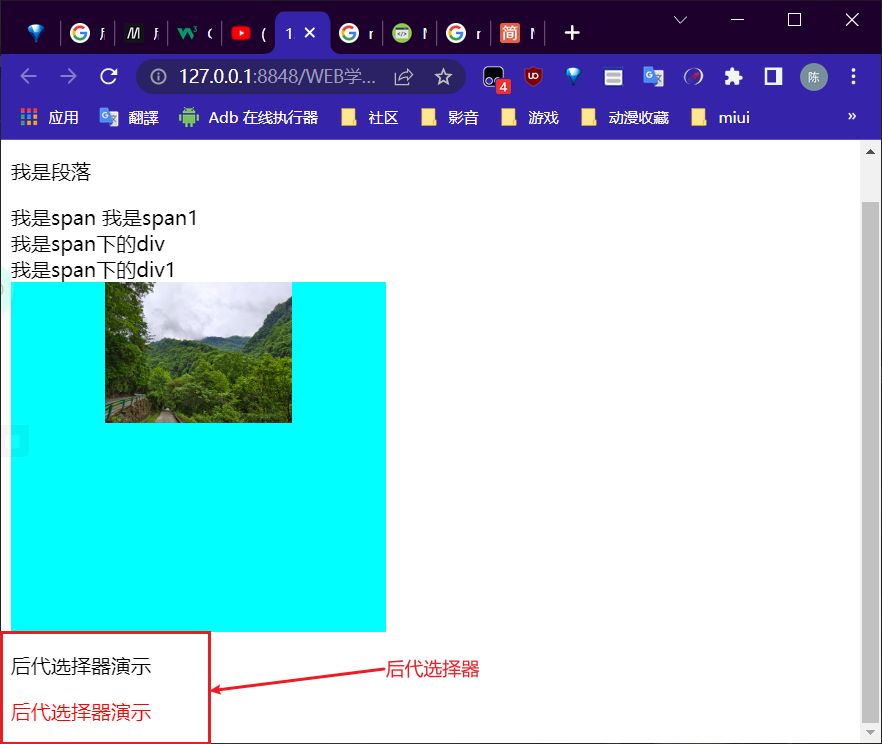 1
127.0.0.1:8848/WEB学...
4
陈
应用 翻譯 Adb 在线执行器 社区 影音 游戏 动漫收藏 miui »
我是段落
我是span 我是span1
我是span下的div
我是span下的div1
后代选择器演示
后代选择器
后代选择器演示